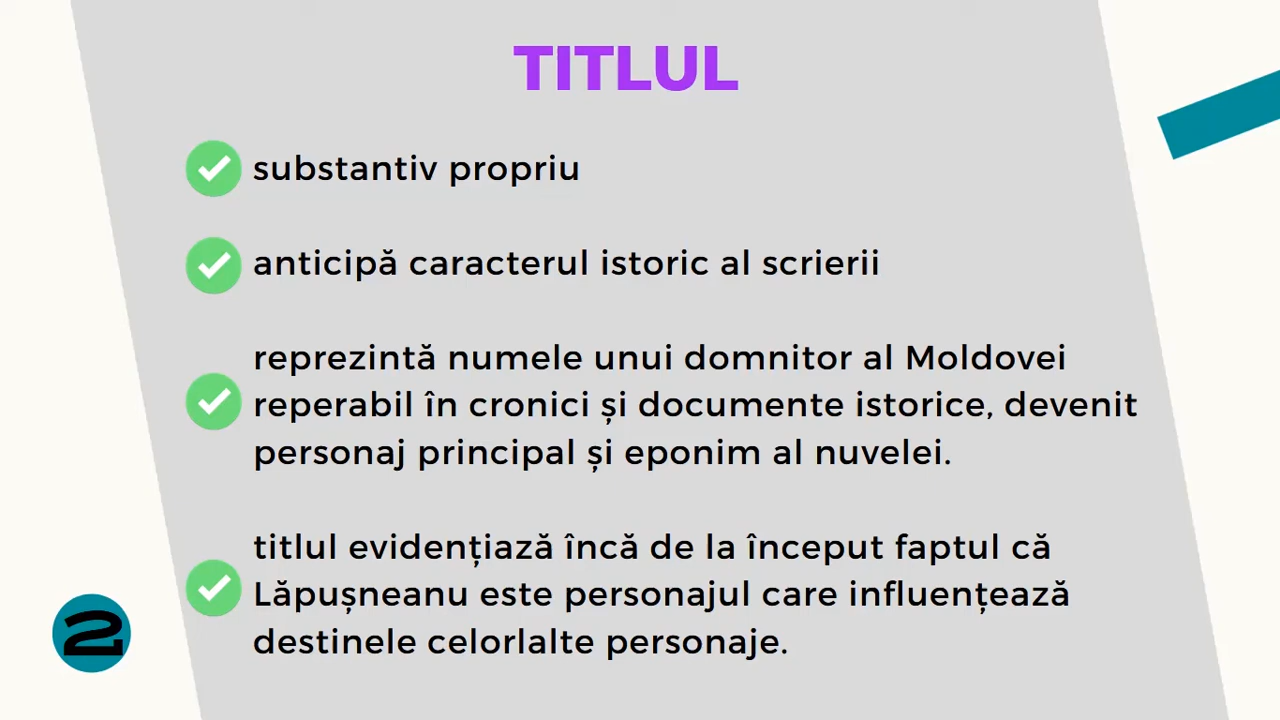 TITLUL
substantiv propriu
anticipă caracterul istoric al scrierii
reprezintă numele unui domnitor al Moldovei
reperabil în cronici și documente istorice, devenit
personaj principal și eponim al nuvelei.
titlul evidențiază încă de la început faptul că
Lăpușneanu este personajul care influențează
destinele celorlalte personaje.
2